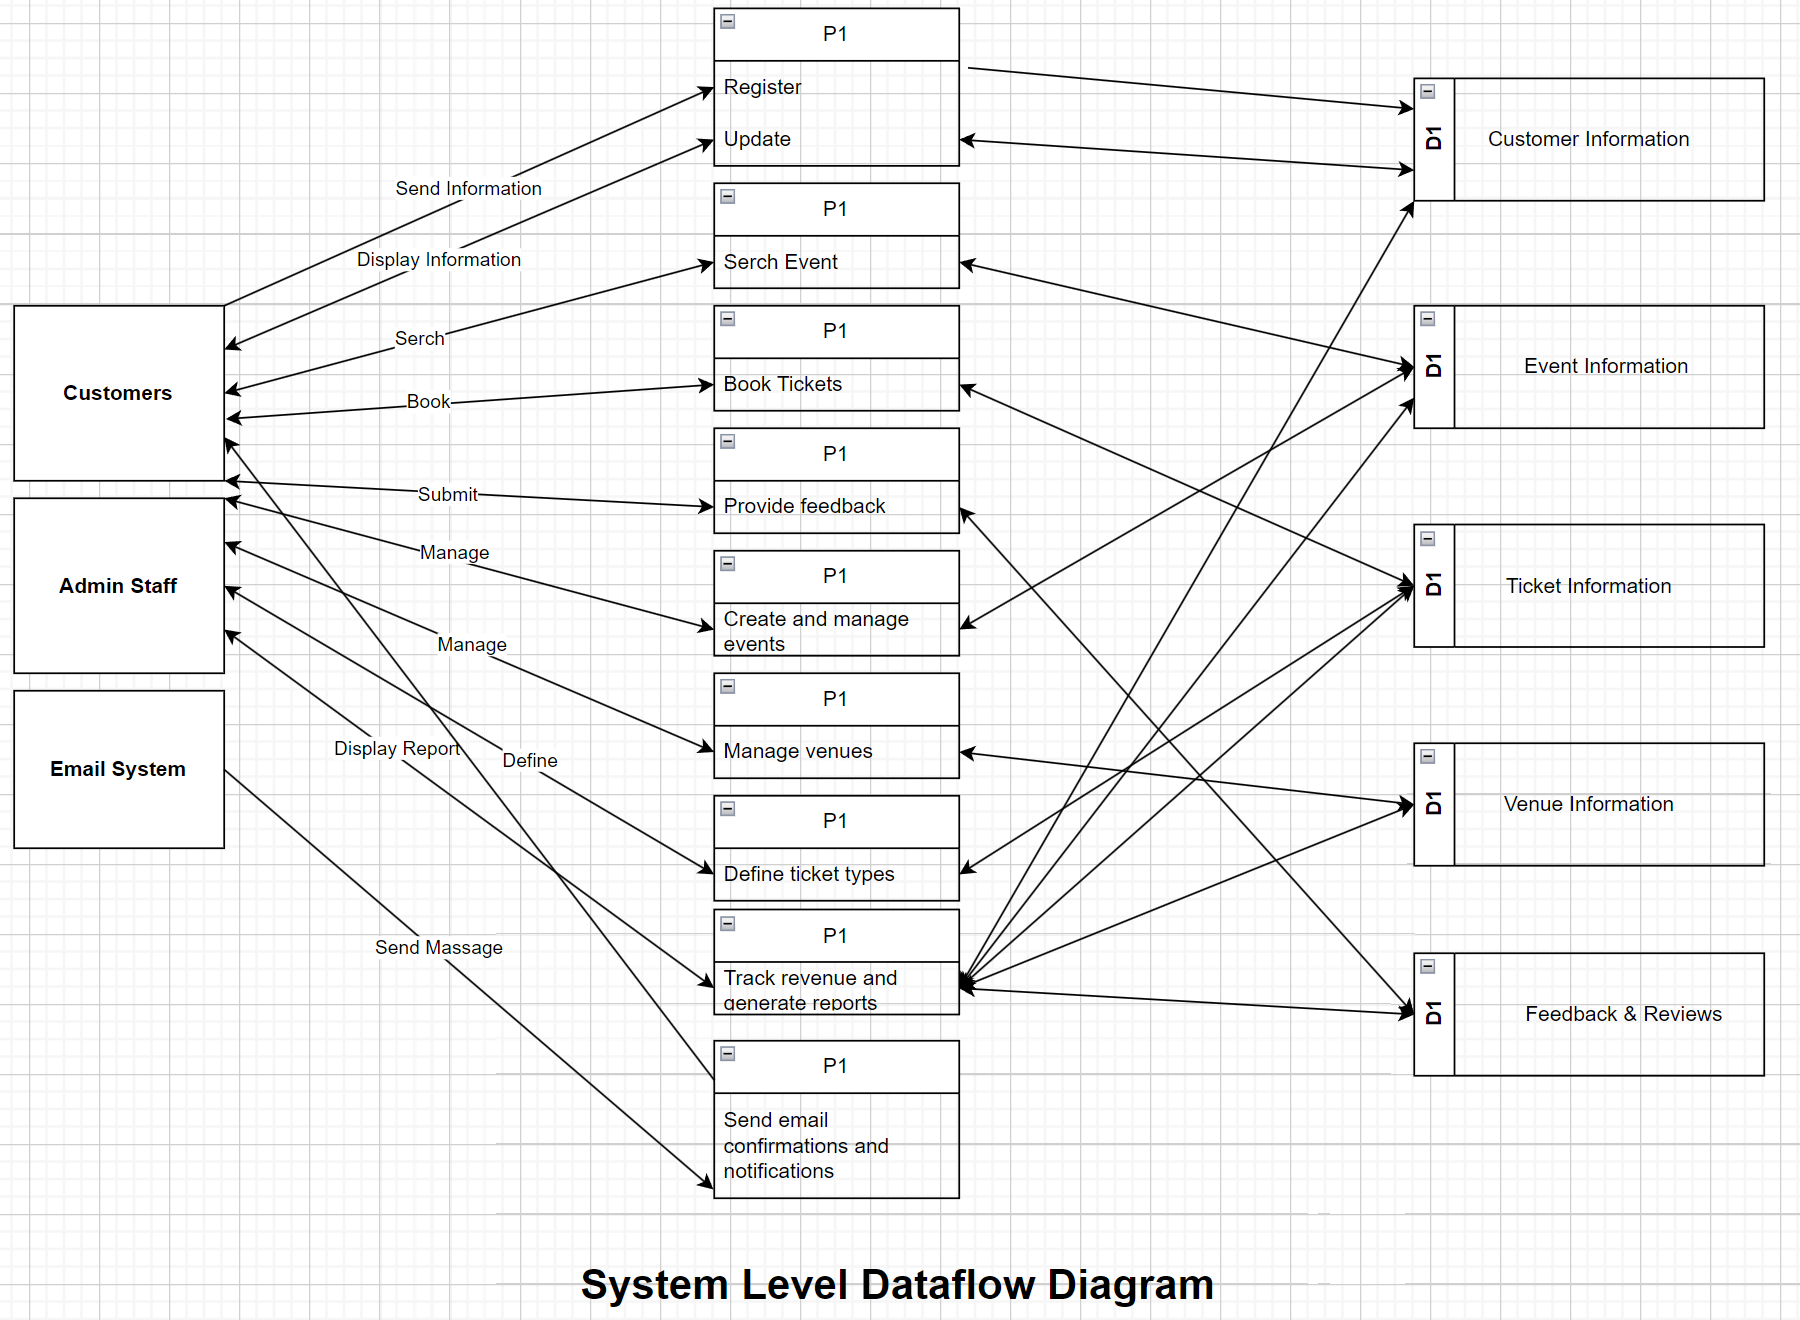 P1
Register
Update
Send Information
Display Information
P1
Serch Event
Serch
P1
Book Tickets
Book
P1
Provide feedback
Submit
P1
Create and manage
events
Manage
P1
Manage venues
Manage
P1
Define ticket types
Define
P1
Track revenue and
generate reports
Display Report
P1
Send email
confirmations and
notifications
Send Massage
Customers
Admin Staff
Email System
D1
Customer Information
D1
Event Information
D1
Ticket Information
D1
Venue Information
D1
Feedback & Reviews
System Level Dataflow Diagram